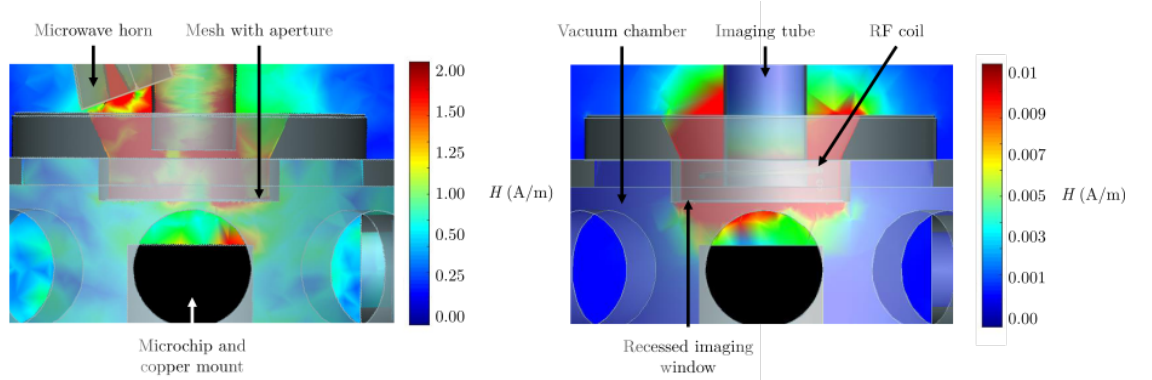 Microwave horn
Mesh with aperture
2.00
1.50
1.25
1.00
0.50
0.25
0.00
H (A/m)
Microchip and
copper mount
Vacuum chamber
Imaging tube
RF coil
0.01
0.009
0.007
0.005
0.003
0.001
0.00
H (A/m)
Recessed imaging
window